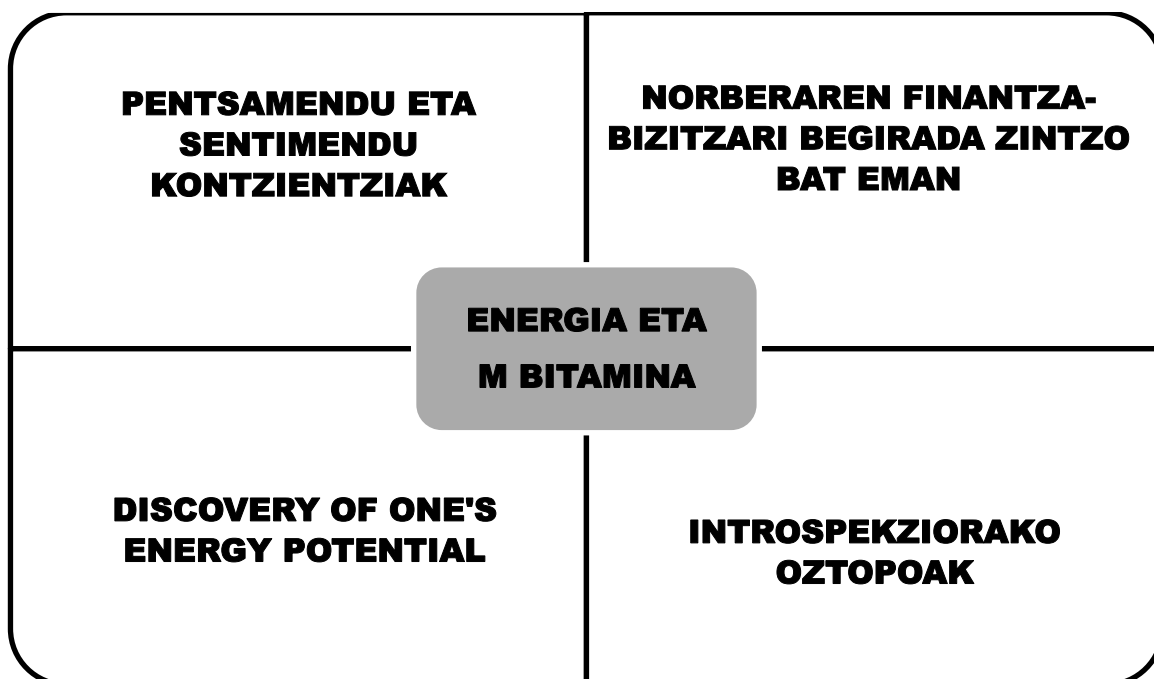 PENTSAMENDU ETA
SENTIMENDU
KONTZIENTZIAK
NORBERAREN FINANTZA-
BIZITZARI BEGIRADA ZINTZO
BAT EMAN
ENERGIA ETA
M BITAMINA
DISCOVERY OF ONE'S
ENERGY POTENTIAL
INTROSPEKZIORAKO
OZTOPOAK